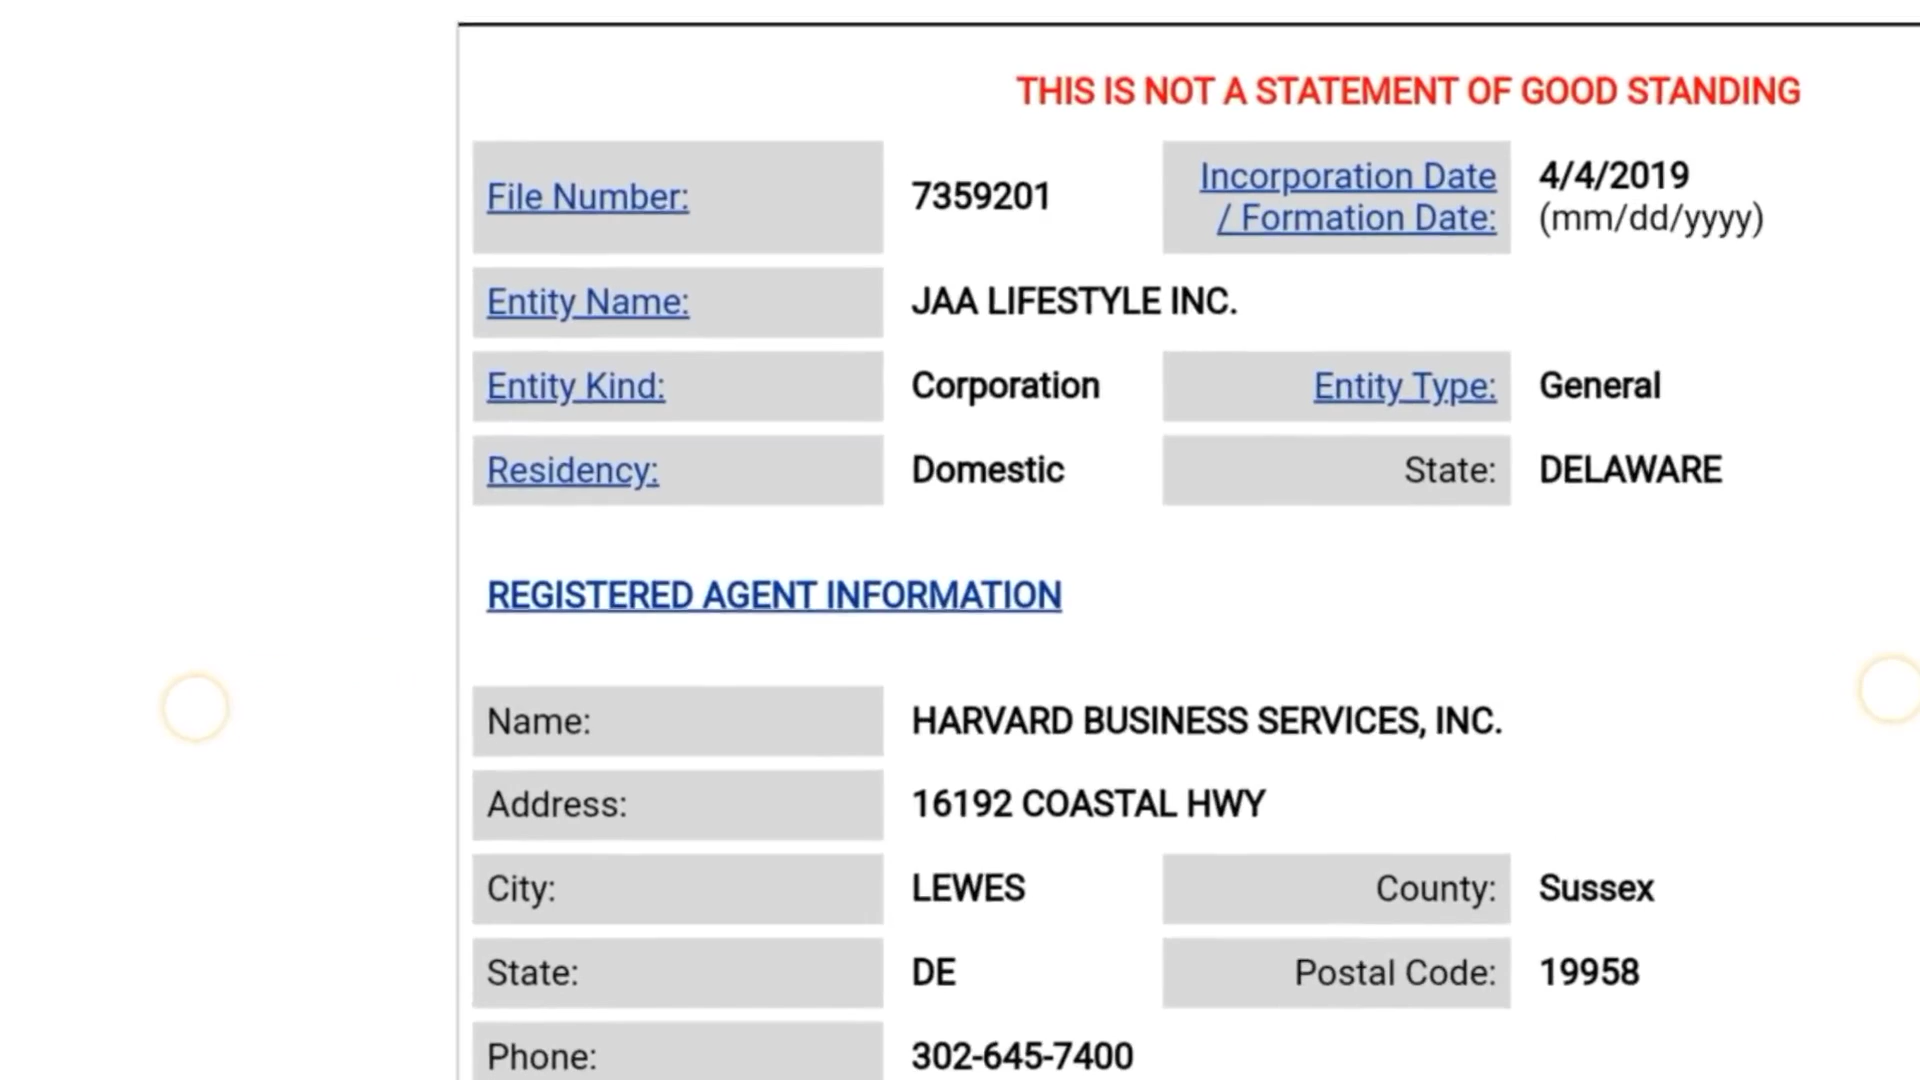 THIS IS NOT A STATEMENT OF GOOD STANDING
File Number: 7359201 Incorporation Date / Formation Date: 4/4/2019 (mm/dd/yyyy)
Entity Name: JAA LIFESTYLE INC.
Entity Kind: Corporation Entity Type: General
Residency: Domestic State: DELAWARE
REGISTERED AGENT INFORMATION
Name: HARVARD BUSINESS SERVICES, INC.
Address: 16192 COASTAL HWY
City: LEWES County: Sussex
State: DE Postal Code: 19958
Phone: 302-645-7400